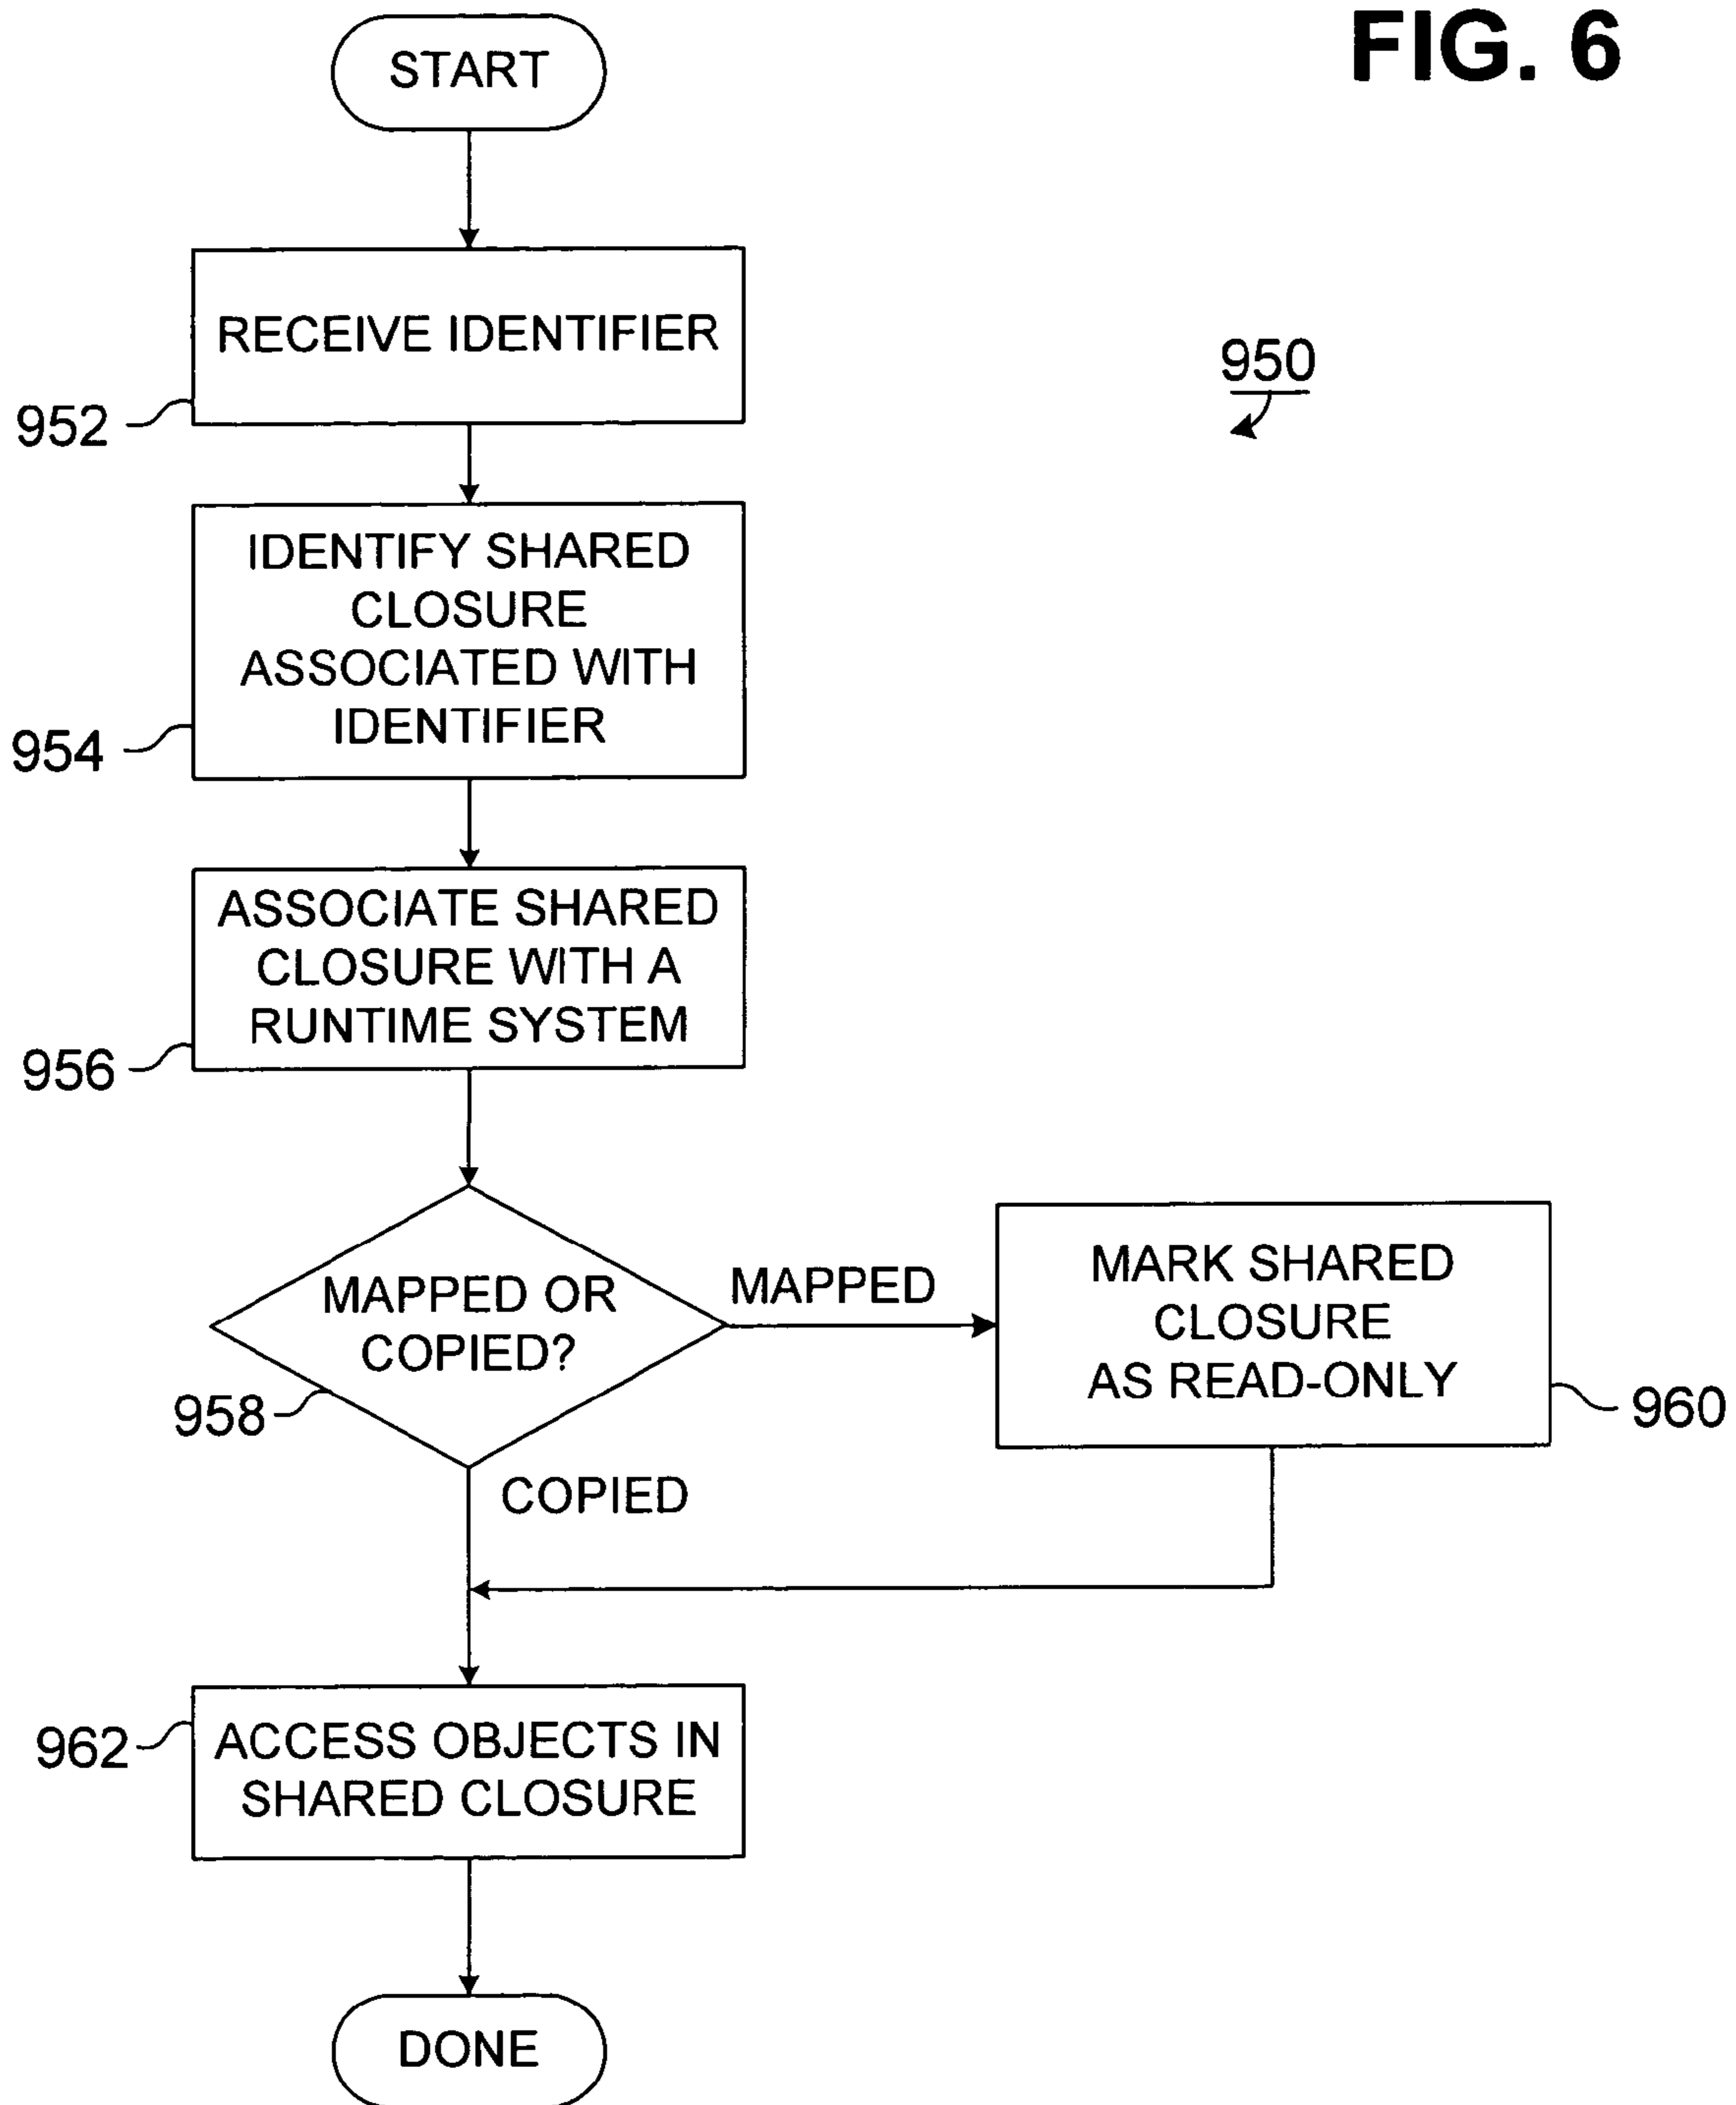 FIG. 6
START
RECEIVE IDENTIFIER
952
950
IDENTIFY SHARED
CLOSURE
ASSOCIATED WITH
IDENTIFIER
954
ASSOCIATE SHARED
CLOSURE WITH A
RUNTIME SYSTEM
956
MAPPED OR
COPIED?
958
MAPPED
MARK SHARED
CLOSURE
AS READ-ONLY
960
COPIED
962
ACCESS OBJECTS IN
SHARED CLOSURE
DONE